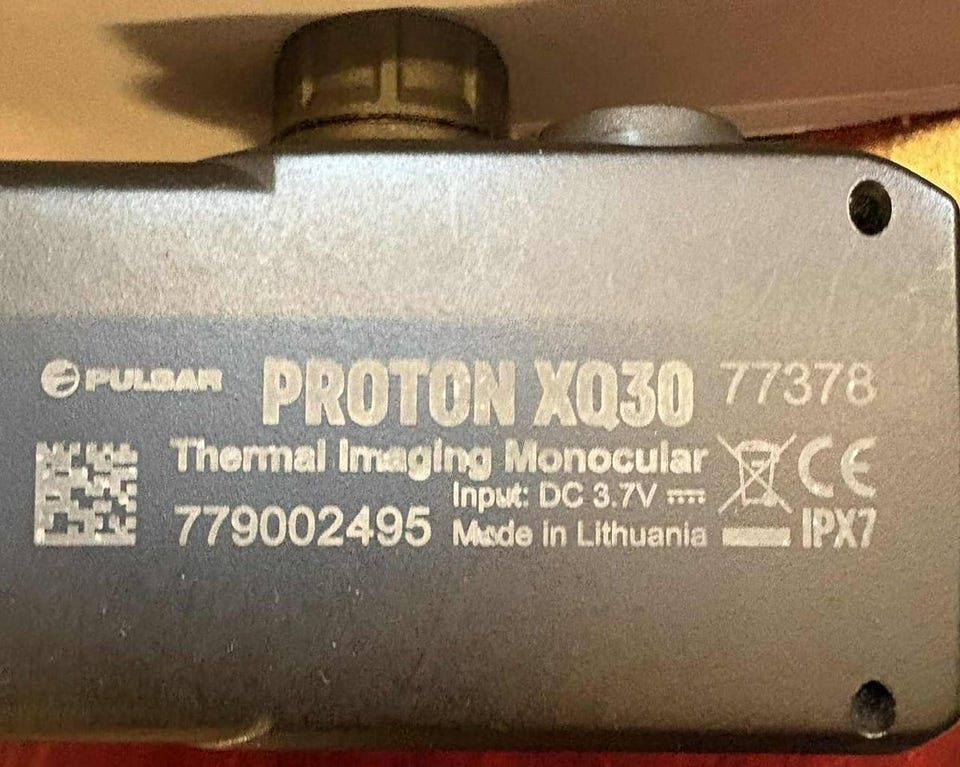 PULSAR PROTON XQ30 77378
Thermal Imaging Monocular
Input: DC 3.7V
779002495 Made in Lithuania
CE
IPX7